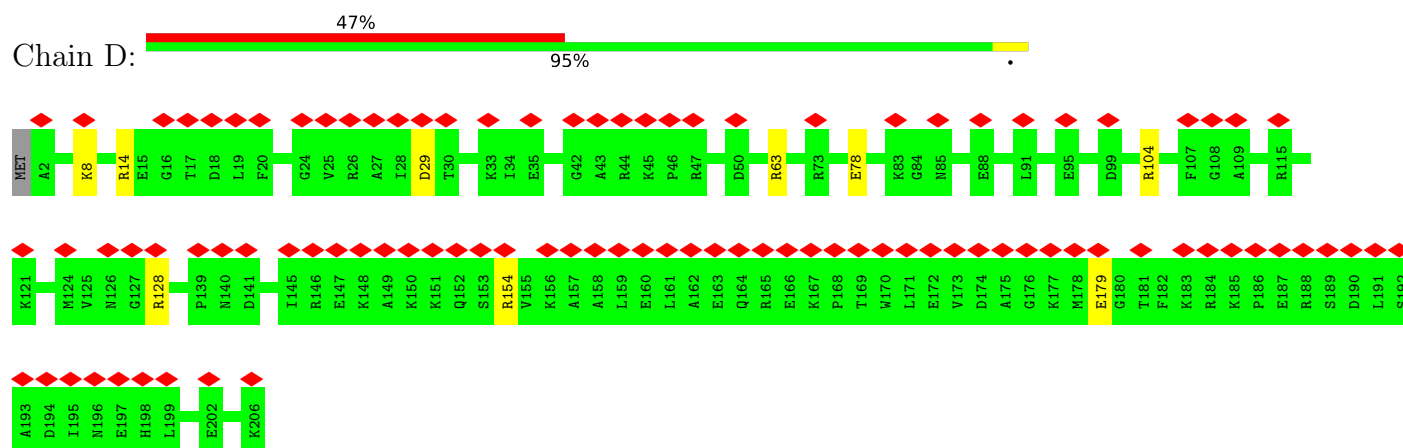 47%
Chain D:
95%
.
MET A2 K8 R14 E15 G16 T17 D18 L19 F20 G24 V25 R26 A27 I28 D29 T30 K33 I34 E35 G42 A43 R44 K45 P46 R47 D50 R63 R73 E78 K83 G84 N85 E88 L91 E95 D99 R104 F107 G108 A109 R115
K121 M124 V125 N126 G127 R128 P139 N140 D141 I145 R146 E147 K148 A149 K150 K151 Q152 S153 R154 V155 K156 A157 A158 L159 E160 L161 A162 E163 Q164 R165 E166 K167 P168 T169 W170 L171 E172 V173 D174 A175 G176 K177 M178 E179 G180 T181 F182 K183 R184 K185 P186 E187 R188 S189 D190 L191 S192
A193 D194 I195 N196 E197 H198 L199 E202 K206